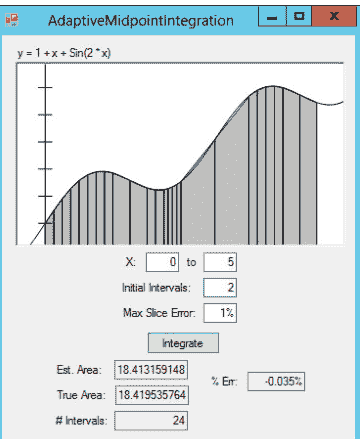 AdaptiveMidpointIntegration
y = 1 + x + Sin(2 * x)
X: 0 to 5
Initial Intervals: 2
Max Slice Error: 1%
Integrate
Est. Area: 18.413159148
% Err: -0.035%
True Area: 18.419535764
# Intervals: 24